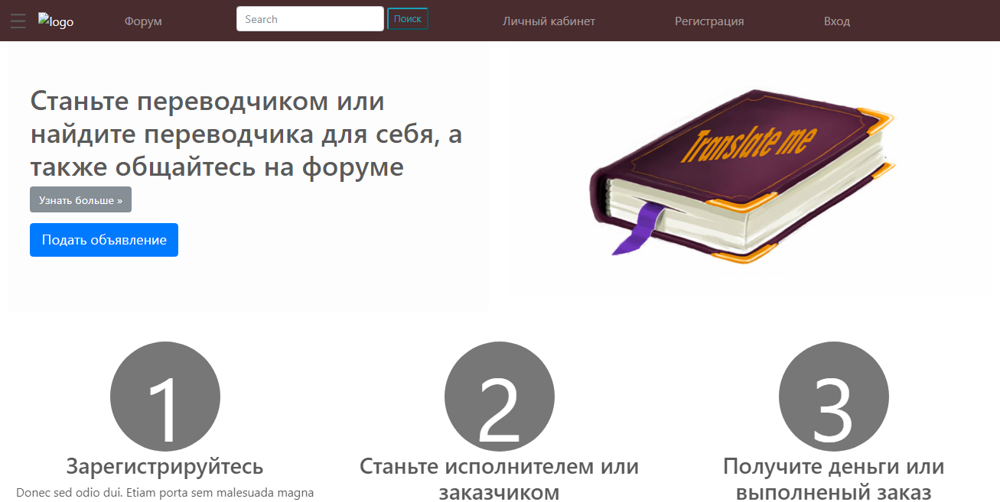 ☰ logo Форум Search Поиск Личный кабинет Регистрация Вход
Станьте переводчиком или
найдите переводчика для себя, а
также общайтесь на форуме
Узнать больше »
Подать объявление
Translate me
1
Зарегистрируйтесь
Donec sed odio dui. Etiam porta sem malesuada magna
2
Станьте исполнителем или
заказчиком
3
Получите деньги или
выполненый заказ